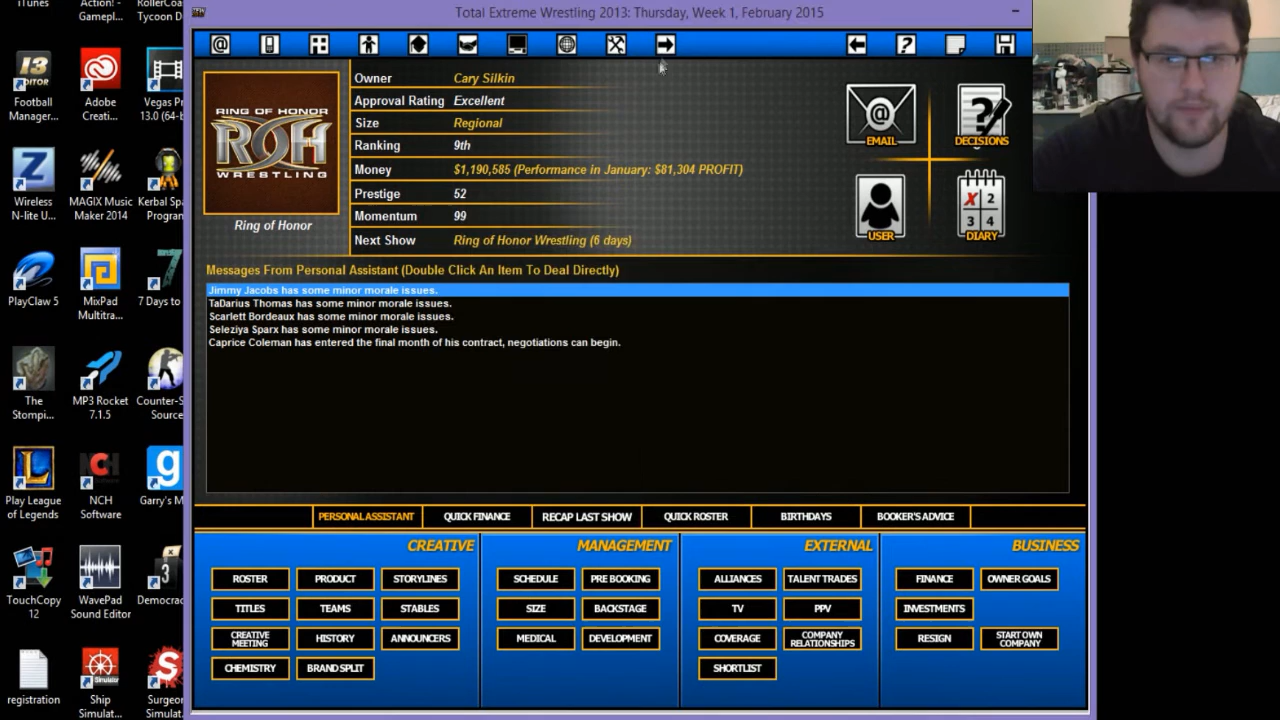 iTunes
Action! -
Gamepl...
RollerCoas
Tycoon D
Total Extreme Wrestling 2013: Thursday, Week 1, February 2015
13
EDITOR
Football
Manager...
Adobe
Creati...
Vegas Pr
13.0 (64-b
RING OF HONOR
ROH
WRESTLING
Ring of Honor
Owner Cary Silkin
Approval Rating Excellent
Size Regional
Ranking 9th
Money $1,190,585 (Performance in January: $81,304 PROFIT)
Prestige 52
Momentum 99
Next Show Ring of Honor Wrestling (6 days)
EMAIL
DECISIONS
USER
X 2
3 4
DIARY
Wireless
N-lite U...
MAGIX Music
Maker 2014
Kerbal Spa
Program
Messages From Personal Assistant (Double Click An Item To Deal Directly)
Jimmy Jacobs has some minor morale issues.
TaDarius Thomas has some minor morale issues.
Scarlett Bordeaux has some minor morale issues.
Seleziya Sparx has some minor morale issues.
Caprice Coleman has entered the final month of his contract, negotiations can begin.
PlayClaw 5
MixPad
Multitra...
7 Days to
The
Stompi...
MP3 Rocket
7.1.5
Counter-S
Source
Play League
of Legends
NCH
NCH
Software
Garry's M
PERSONAL ASSISTANT
QUICK FINANCE
RECAP LAST SHOW
QUICK ROSTER
BIRTHDAYS
BOOKER'S ADVICE
CREATIVE
ROSTER PRODUCT STORYLINES
TITLES TEAMS STABLES
CREATIVE MEETING HISTORY ANNOUNCERS
CHEMISTRY BRAND SPLIT
MANAGEMENT
SCHEDULE PRE BOOKING
SIZE BACKSTAGE
MEDICAL DEVELOPMENT
EXTERNAL
ALLIANCES TALENT TRADES
TV PPV
COVERAGE COMPANY RELATIONSHIPS
SHORTLIST
BUSINESS
FINANCE OWNER GOALS
INVESTMENTS
RESIGN START OWN COMPANY
TouchCopy
12
WavePad
Sound Editor
3
Democrac
registration
Ship
Simulat...
Surgeon
Simulat.